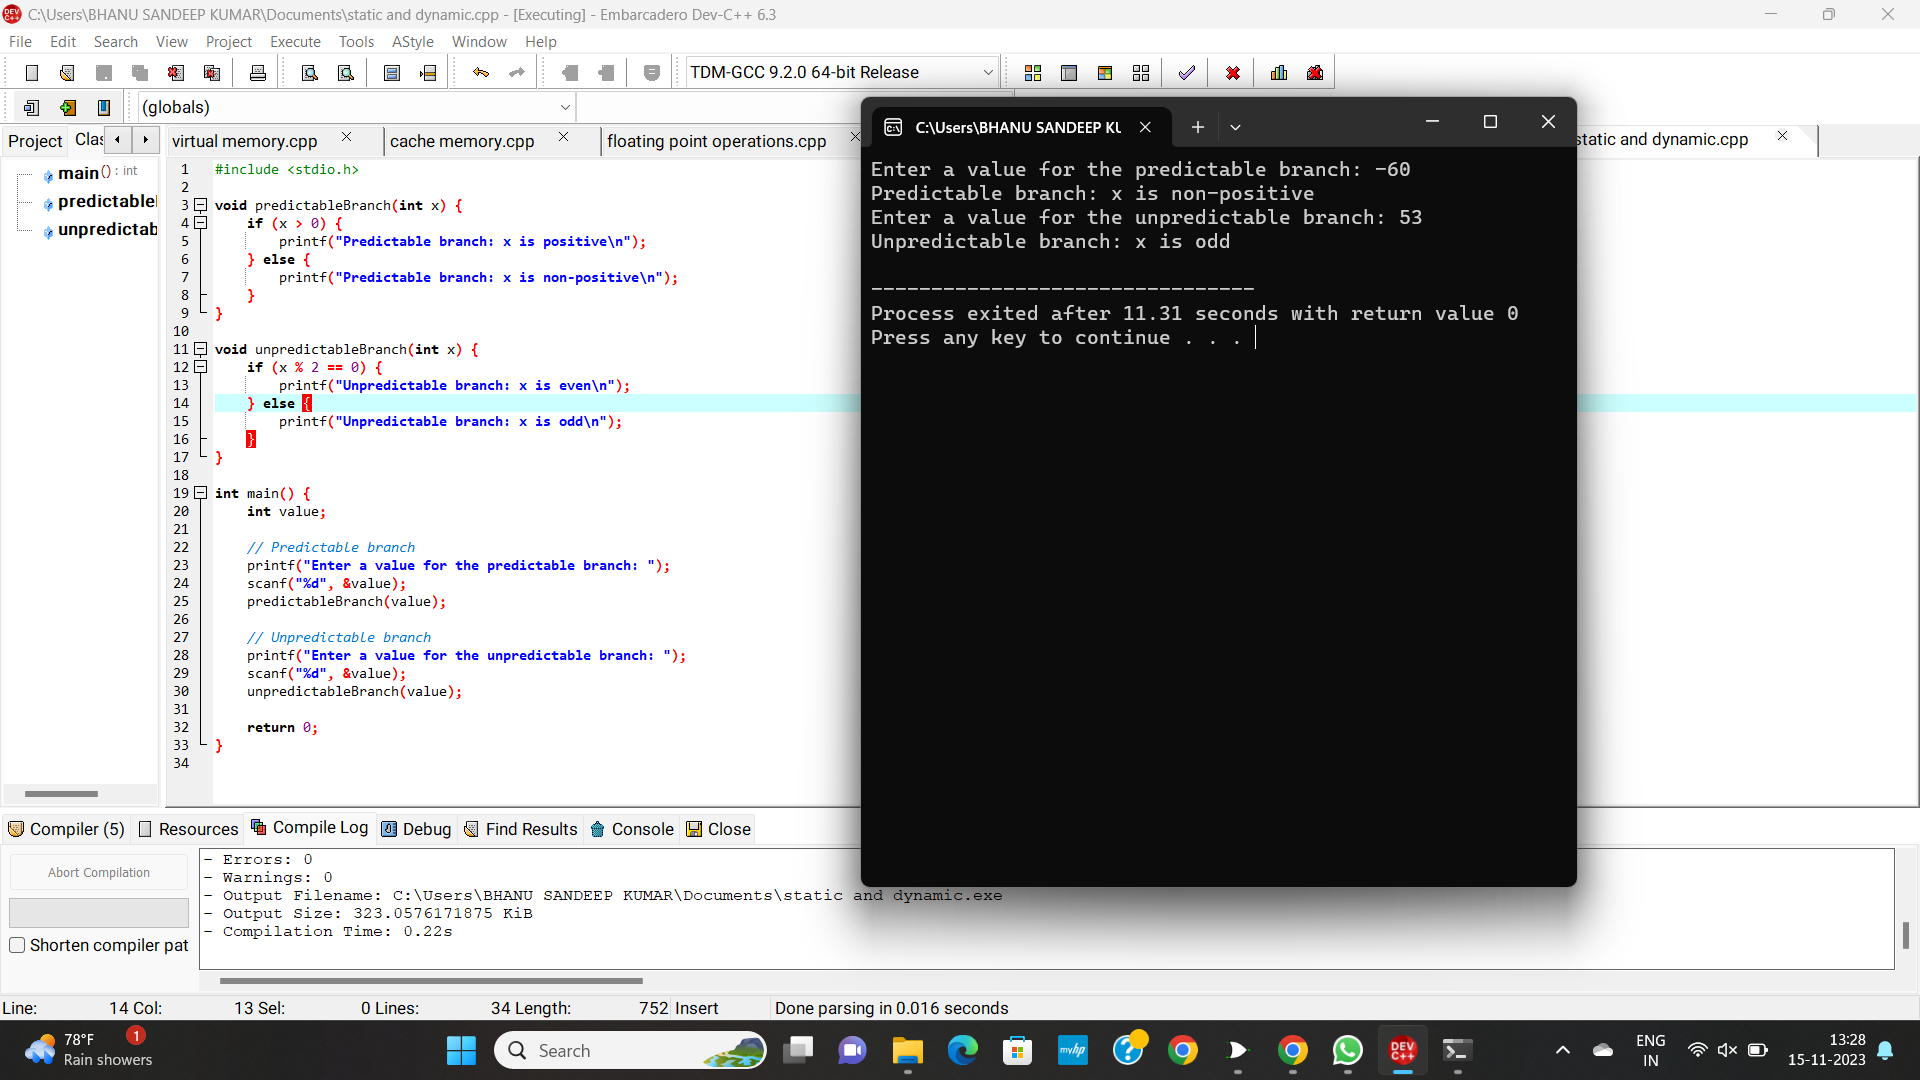 C:\Users\BHANU SANDEEP KUMAR\Documents\static and dynamic.cpp - [Executing] - Embarcadero Dev-C++ 6.3
File Edit Search View Project Execute Tools AStyle Window Help
TDM-GCC 9.2.0 64-bit Release
(globals)
Project Clas
virtual memory.cpp cache memory.cpp floating point operations.cpp static and dynamic.cpp
main() : int
predictable
unpredictab
1 #include <stdio.h>
2
3 void predictableBranch(int x) {
4 if (x > 0) {
5 printf("Predictable branch: x is positive\n");
6 } else {
7 printf("Predictable branch: x is non-positive\n");
8 }
9 }
10
11 void unpredictableBranch(int x) {
12 if (x % 2 == 0) {
13 printf("Unpredictable branch: x is even\n");
14 } else {
15 printf("Unpredictable branch: x is odd\n");
16 }
17 }
18
19 int main() {
20 int value;
21
22 // Predictable branch
23 printf("Enter a value for the predictable branch: ");
24 scanf("%d", &value);
25 predictableBranch(value);
26
27 // Unpredictable branch
28 printf("Enter a value for the unpredictable branch: ");
29 scanf("%d", &value);
30 unpredictableBranch(value);
31
32 return 0;
33 }
34
C:\Users\BHANU SANDEEP KU
Enter a value for the predictable branch: -60
Predictable branch: x is non-positive
Enter a value for the unpredictable branch: 53
Unpredictable branch: x is odd
--------------------------------
Process exited after 11.31 seconds with return value 0
Press any key to continue . . .
Compiler (5) Resources Compile Log Debug Find Results Console Close
Abort Compilation
Shorten compiler pat
- Errors: 0
- Warnings: 0
- Output Filename: C:\Users\BHANU SANDEEP KUMAR\Documents\static and dynamic.exe
- Output Size: 323.0576171875 KiB
- Compilation Time: 0.22s
Line: 14 Col: 13 Sel: 0 Lines: 34 Length: 752 Insert Done parsing in 0.016 seconds
78°F
Rain showers
1
Search
myhp
DEV C++
ENG
IN
13:28
15-11-2023